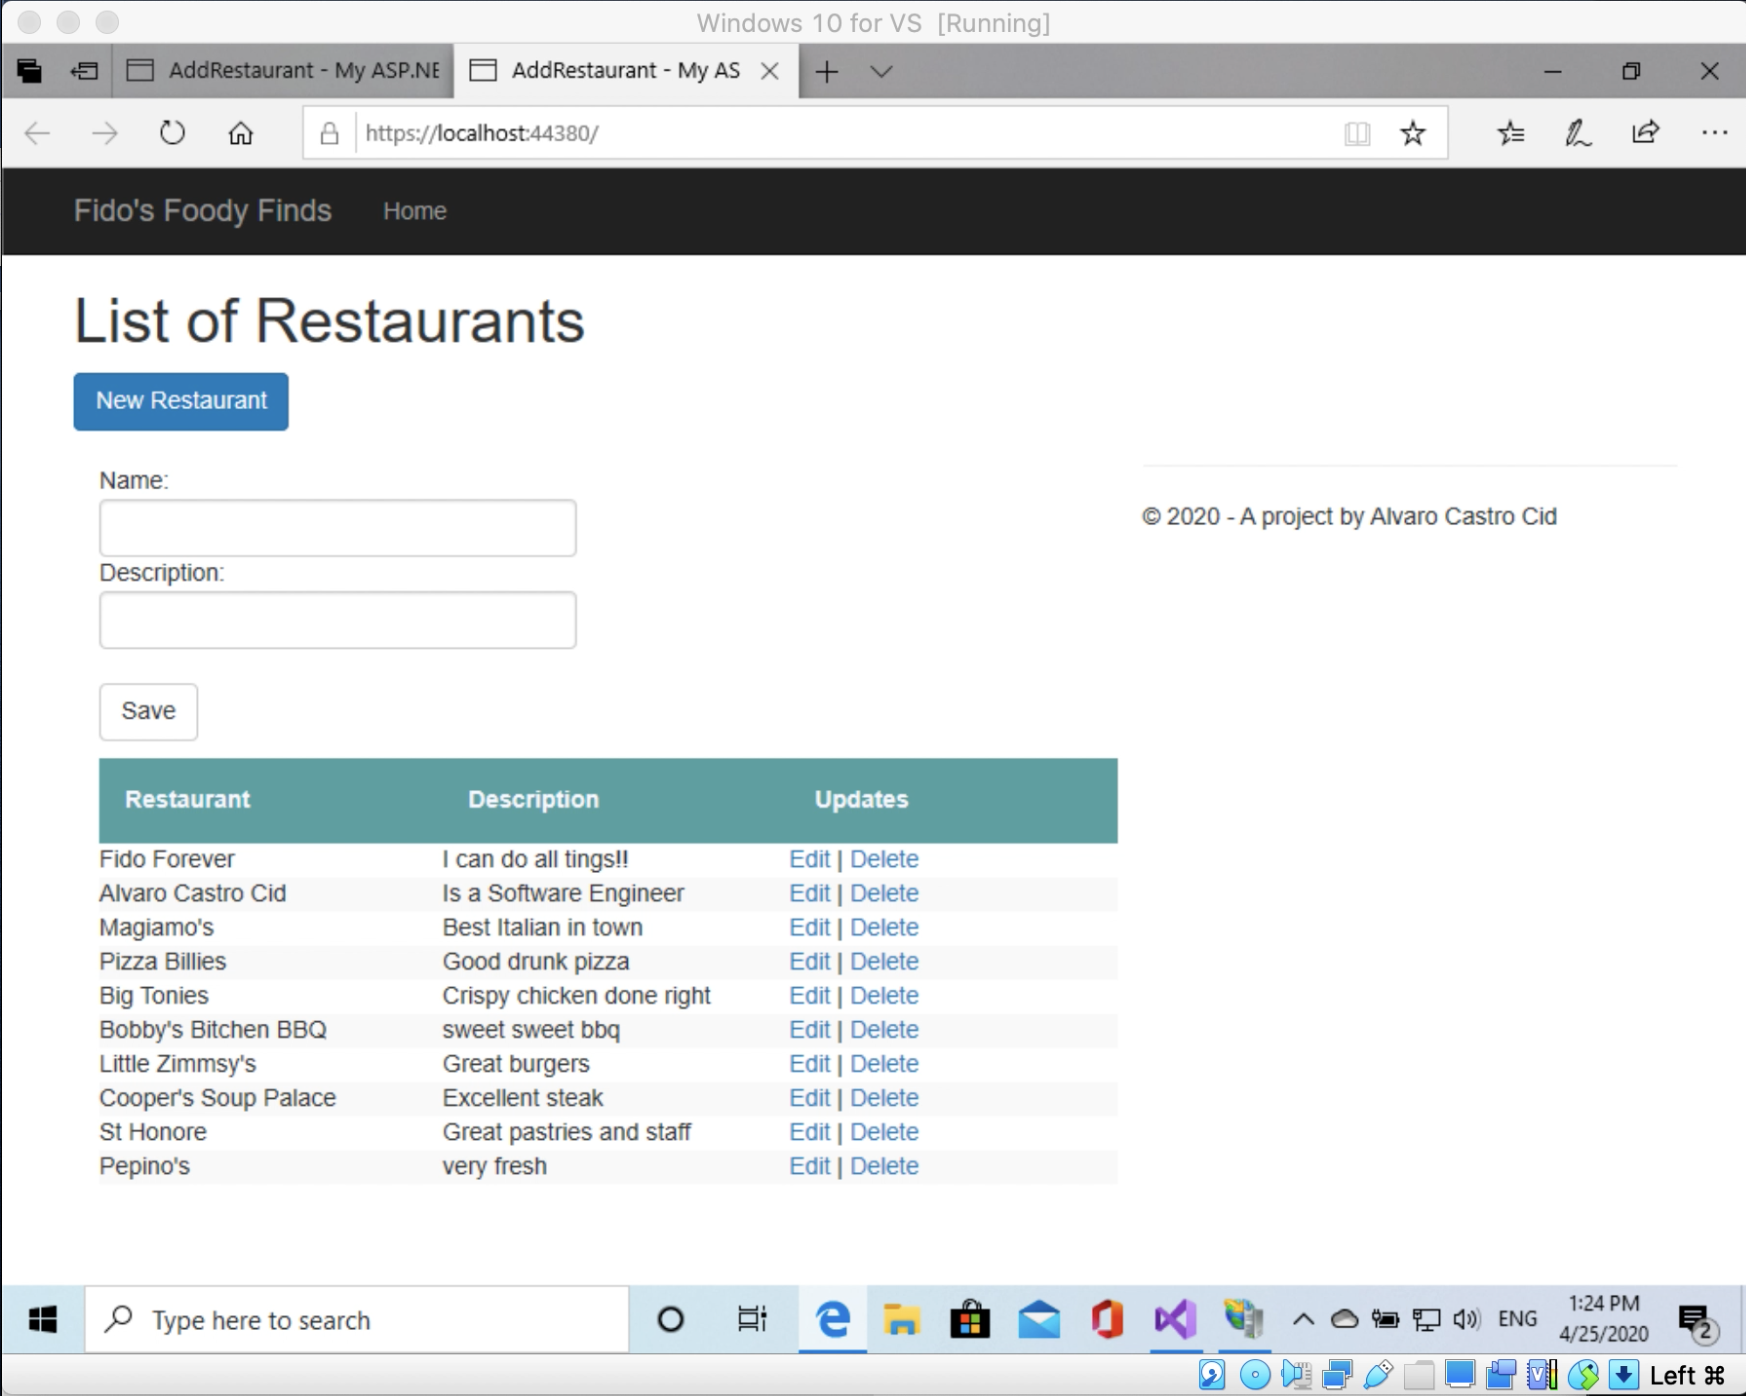 Windows 10 for VS [Running]
AddRestaurant - My ASP.NE
AddRestaurant - My AS
https://localhost:44380/
Fido's Foody Finds
Home
List of Restaurants
New Restaurant
Name:
© 2020 - A project by Alvaro Castro Cid
Description:
Save
Restaurant Description Updates
Fido Forever I can do all tings!! Edit | Delete
Alvaro Castro Cid Is a Software Engineer Edit | Delete
Magiamo's Best Italian in town Edit | Delete
Pizza Billies Good drunk pizza Edit | Delete
Big Tonies Crispy chicken done right Edit | Delete
Bobby's Bitchen BBQ sweet sweet bbq Edit | Delete
Little Zimmsy's Great burgers Edit | Delete
Cooper's Soup Palace Excellent steak Edit | Delete
St Honore Great pastries and staff Edit | Delete
Pepino's very fresh Edit | Delete
Type here to search
ENG
1:24 PM
4/25/2020
2
Left ⌘